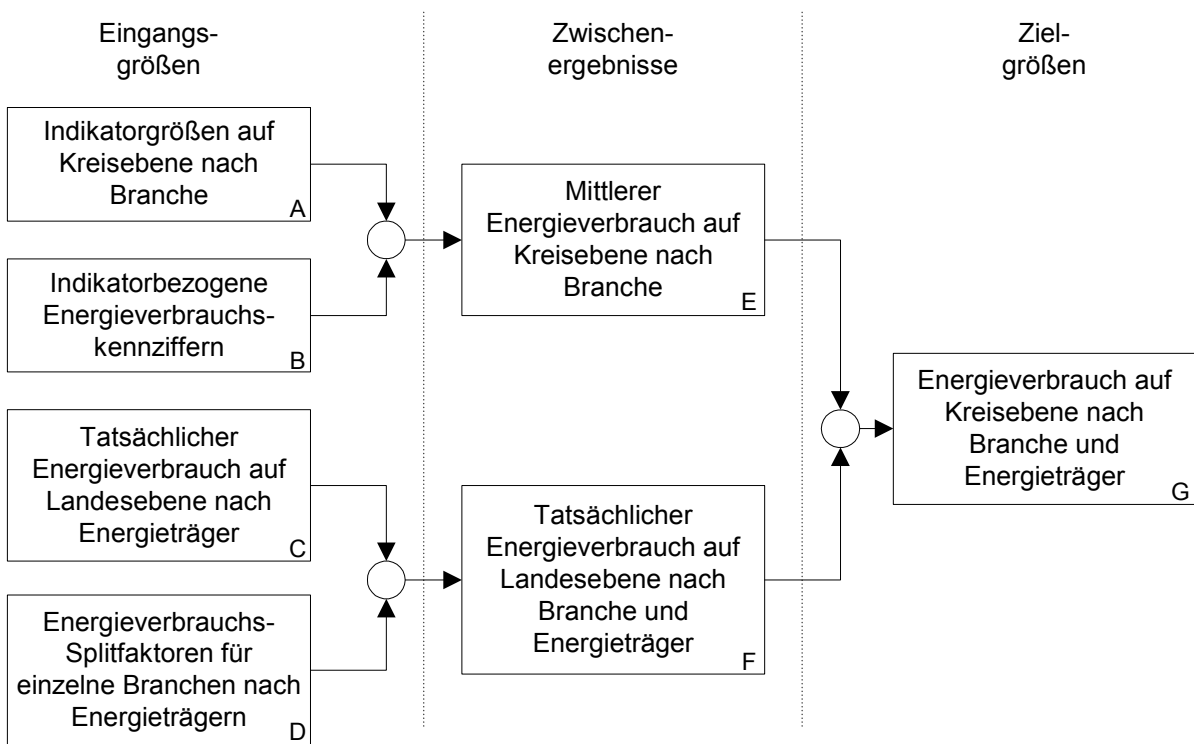 Eingangs-
größen
Zwischen-
ergebnisse
Ziel-
größen
Indikatorgrößen auf
Kreisebene nach
Branche
A
Indikatorbezogene
Energieverbrauchs-
kennziffern
B
Tatsächlicher
Energieverbrauch auf
Landesebene nach
Energieträger
C
Energieverbrauchs-
Splitfaktoren für
einzelne Branchen nach
Energieträgern
D
Mittlerer
Energieverbrauch auf
Kreisebene nach
Branche
E
Tatsächlicher
Energieverbrauch auf
Landesebene nach
Branche und
Energieträger
F
Energieverbrauch auf
Kreisebene nach
Branche und
Energieträger
G